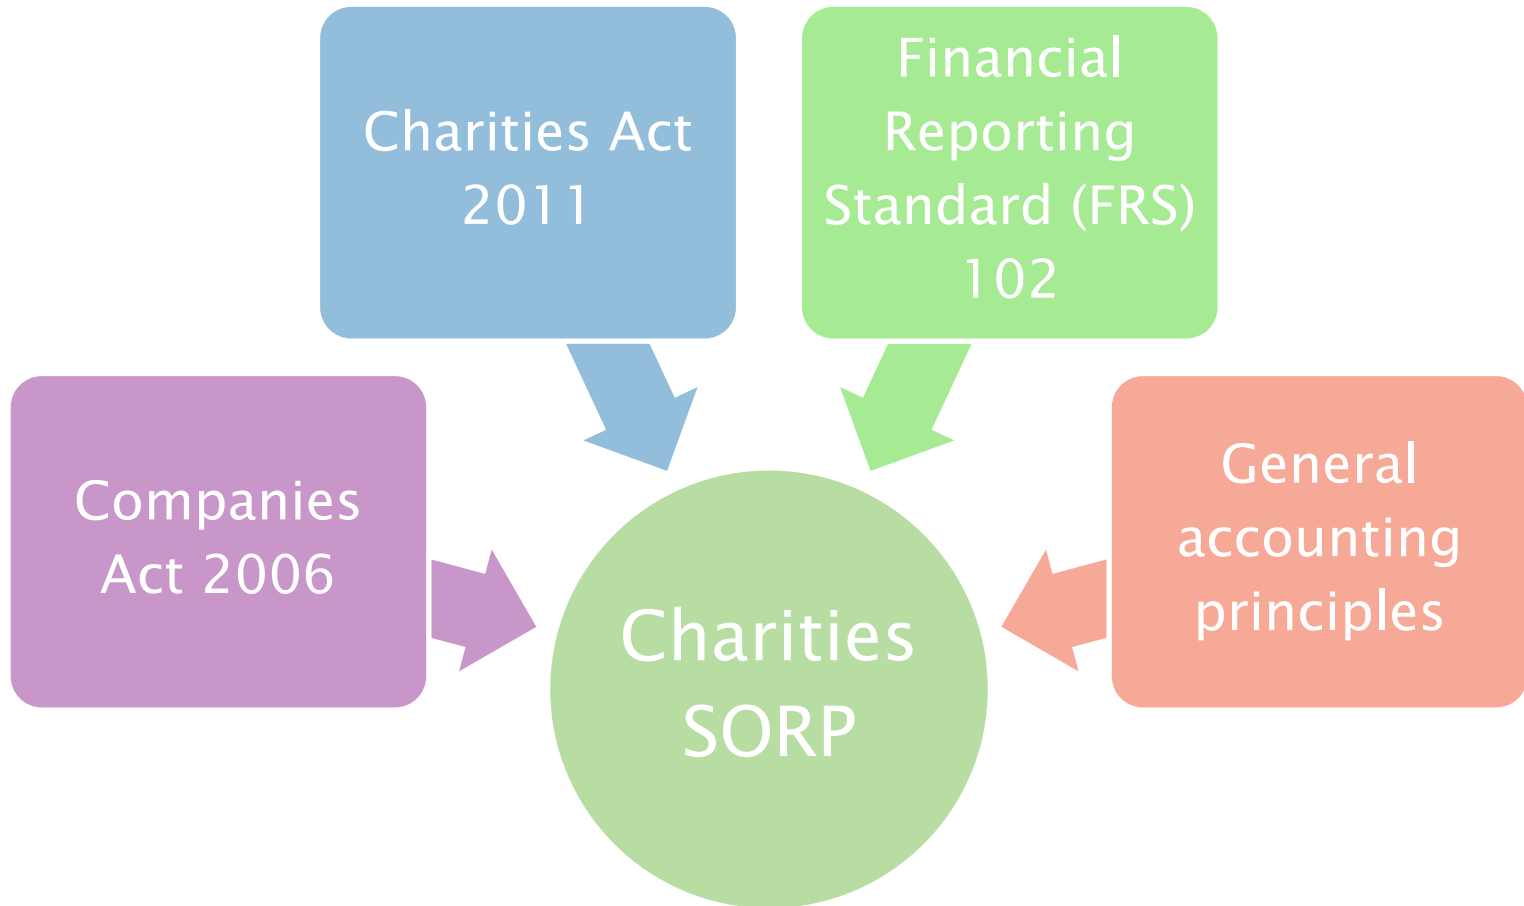 Charities Act
2011
Financial
Reporting
Standard (FRS)
102
Companies
Act 2006
General
accounting
principles
Charities
SORP